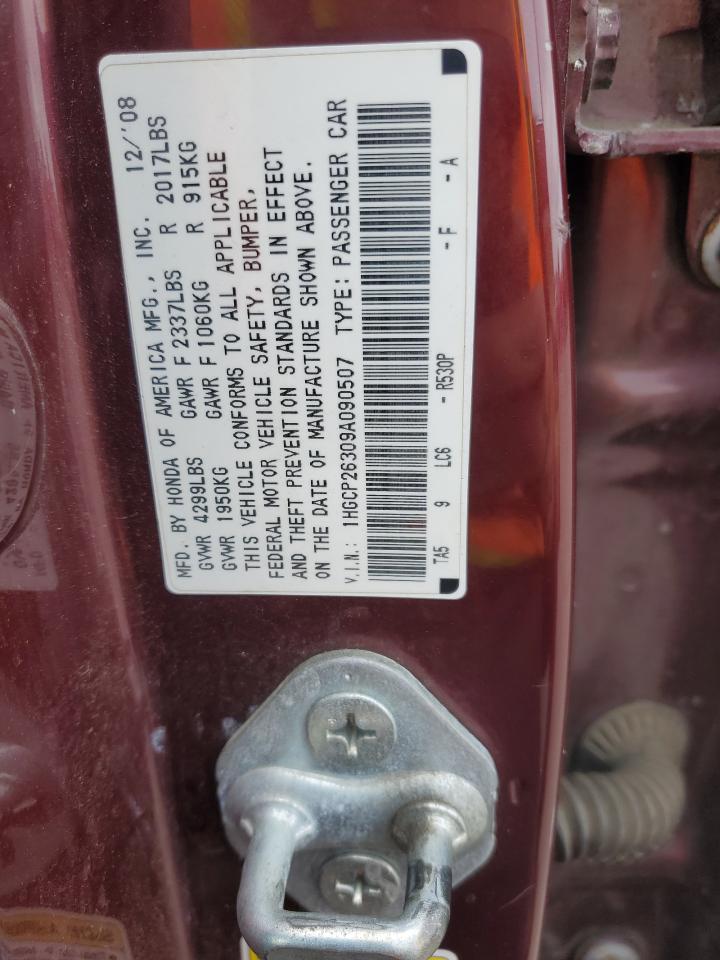 MFD. BY HONDA OF AMERICA MFG., INC. 12/'08
GVWR 4299LBS GAWR F 2337LBS R 2017LBS
GVWR 1950KG GAWR F 1060KG R 915KG
THIS VEHICLE CONFORMS TO ALL APPLICABLE
FEDERAL MOTOR VEHICLE SAFETY, BUMPER,
AND THEFT PREVENTION STANDARDS IN EFFECT
ON THE DATE OF MANUFACTURE SHOWN ABOVE.
V.I.N.: 1HGCP26309A090507 TYPE: PASSENGER CAR
TA5 9 LC6 - R530P - F - A